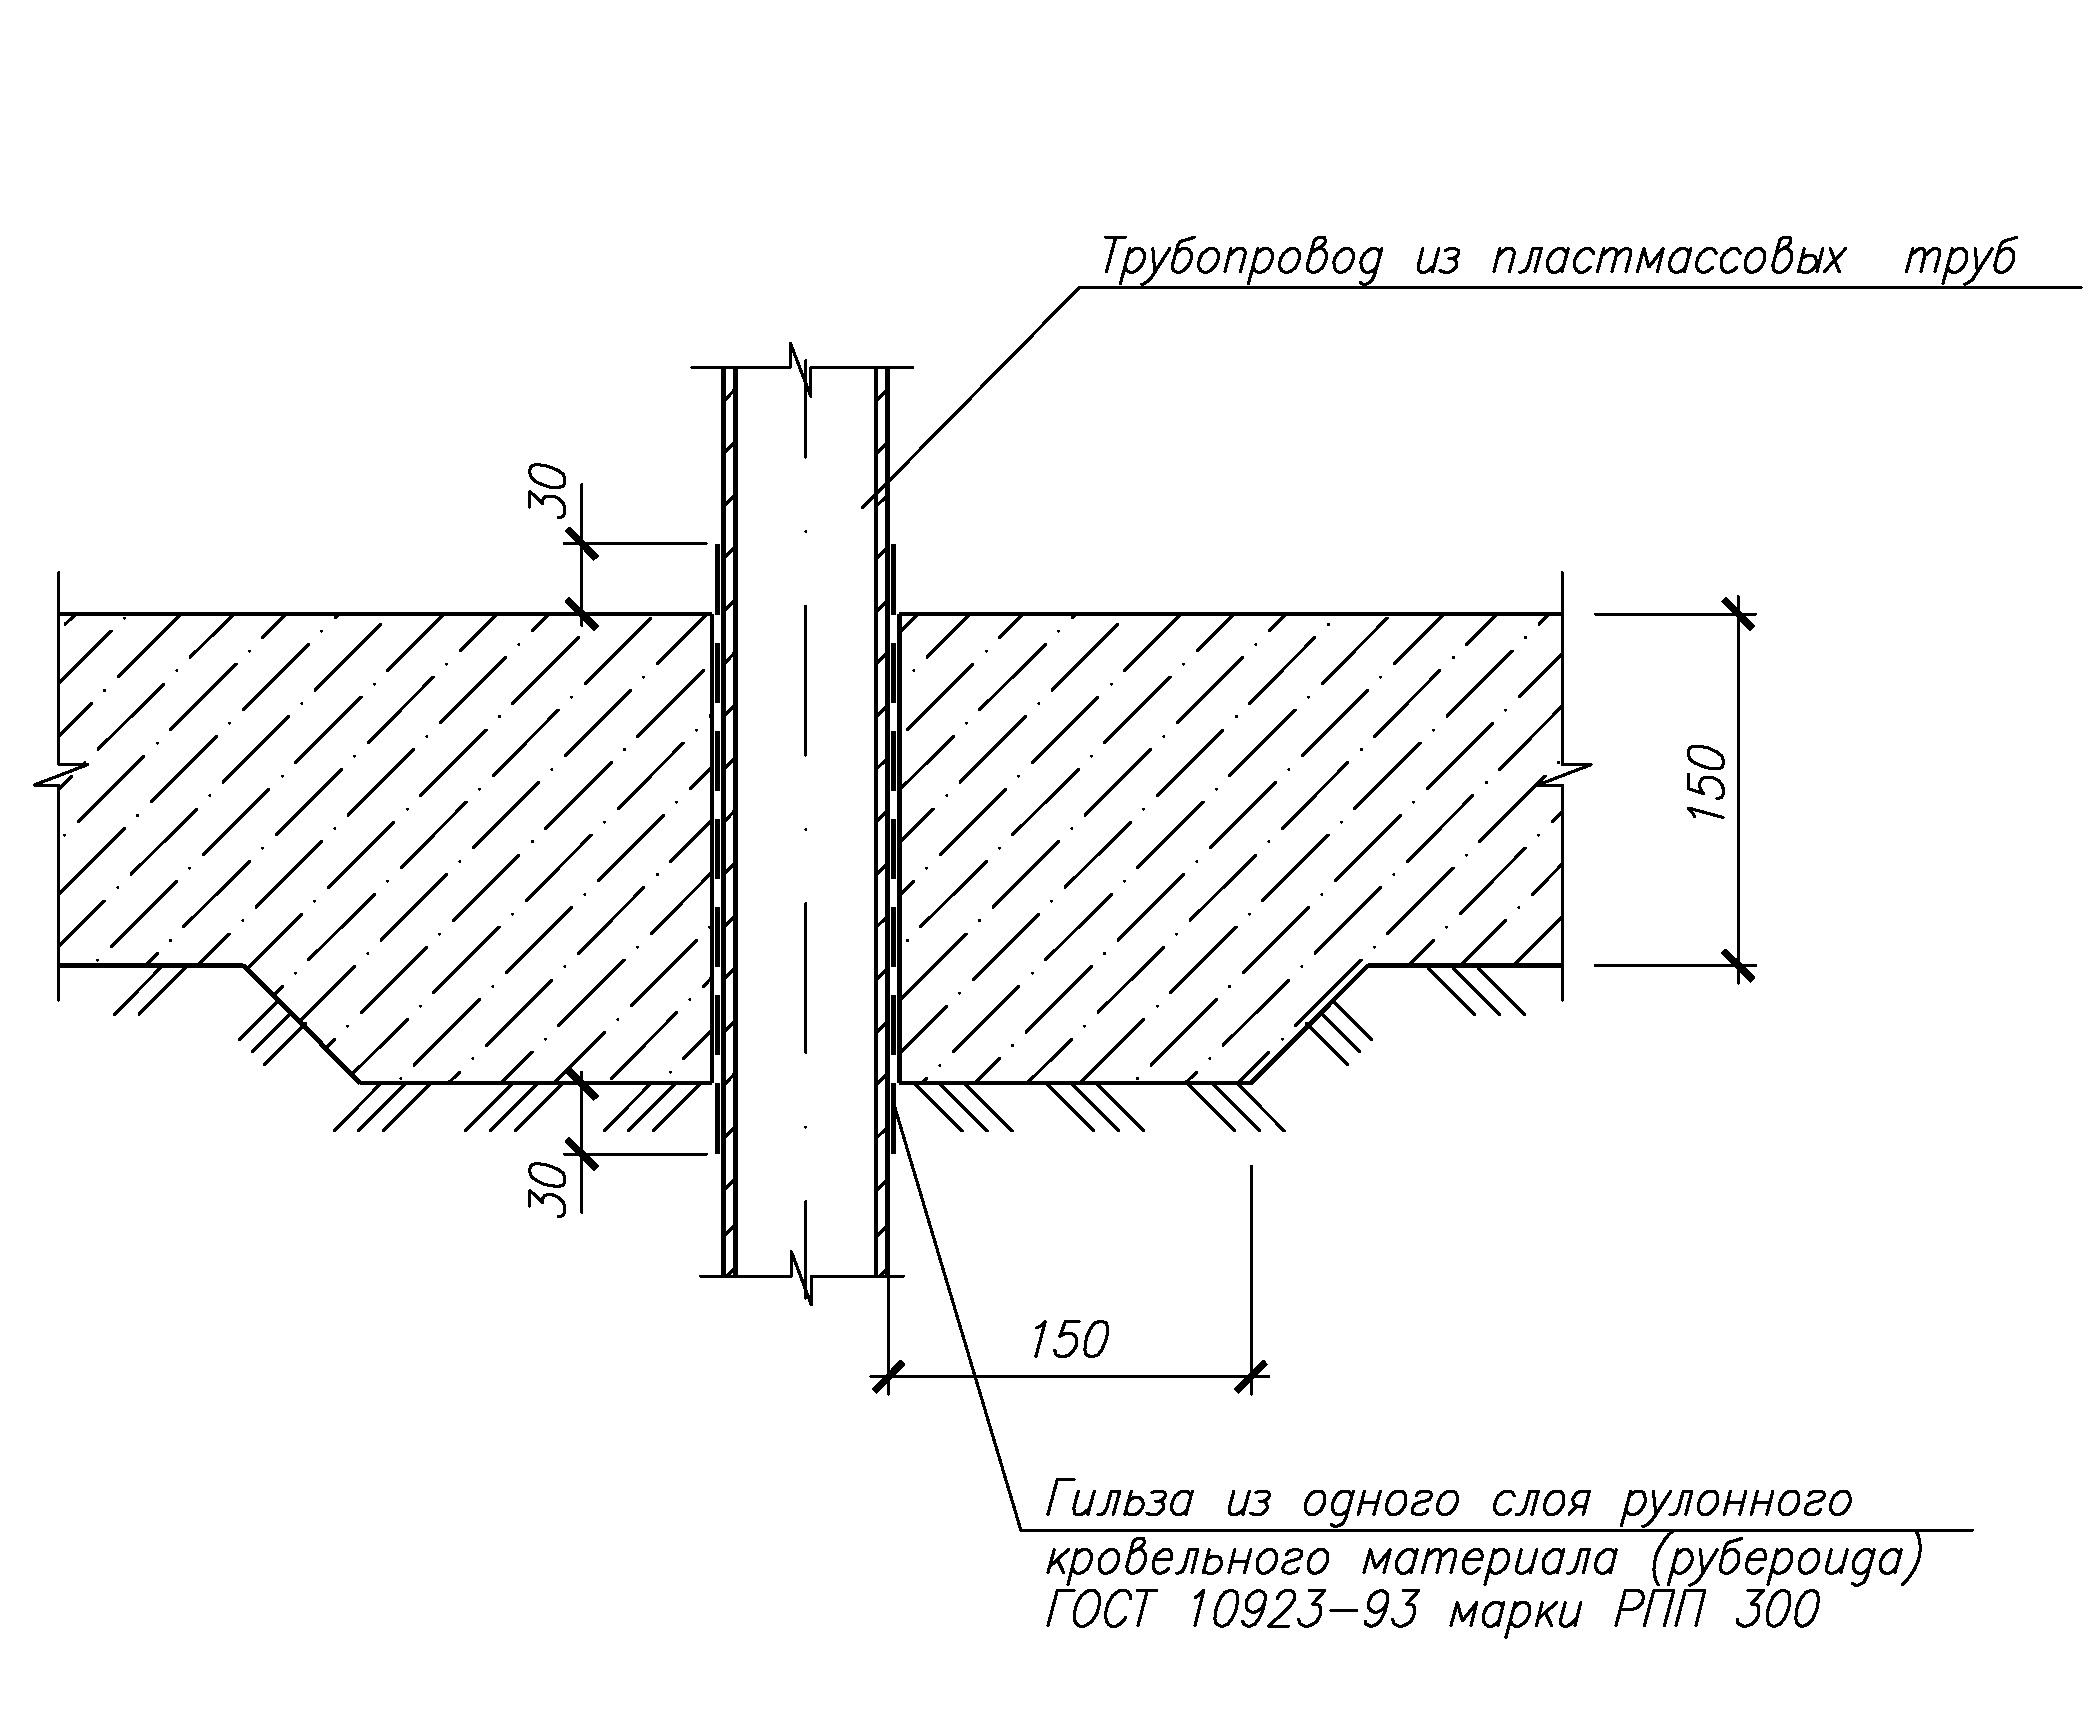 Трубопровод из пластмассовых труб
30
150
30
150
Гильза из одного слоя рулонного
кровельного материала (рубероида)
ГОСТ 10923-93 марки РПП 300